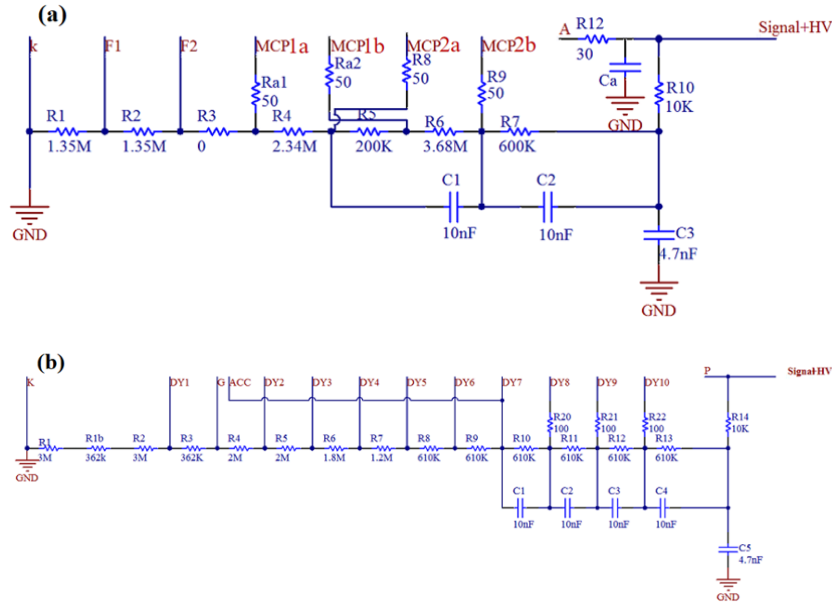 (a)
k F1 F2 MCP1a MCP1b MCP2a MCP2b A R12 Signal+HV
30
Ra1 Ra2 R8 R9 Ca R10
50 50 50 50 10K
GND
R1 R2 R3 R4 R5 R6 R7
1.35M 1.35M 0 2.34M 200K 3.68M 600K
C1 C2
10nF 10nF
GND
C3
4.7nF
GND
(b)
K DY1 G ACC DY2 DY3 DY4 DY5 DY6 DY7 DY8 DY9 DY10 P Signal+HV
R20 R21 R22 R14
100 100 100 10K
R1 R1b R2 R3 R4 R5 R6 R7 R8 R9 R10 R11 R12 R13
3M 362k 3M 362K 2M 2M 1.8M 1.2M 610K 610K 610K 610K 610K 610K
GND
C1 C2 C3 C4
10nF 10nF 10nF 10nF
C5
4.7nF
GND